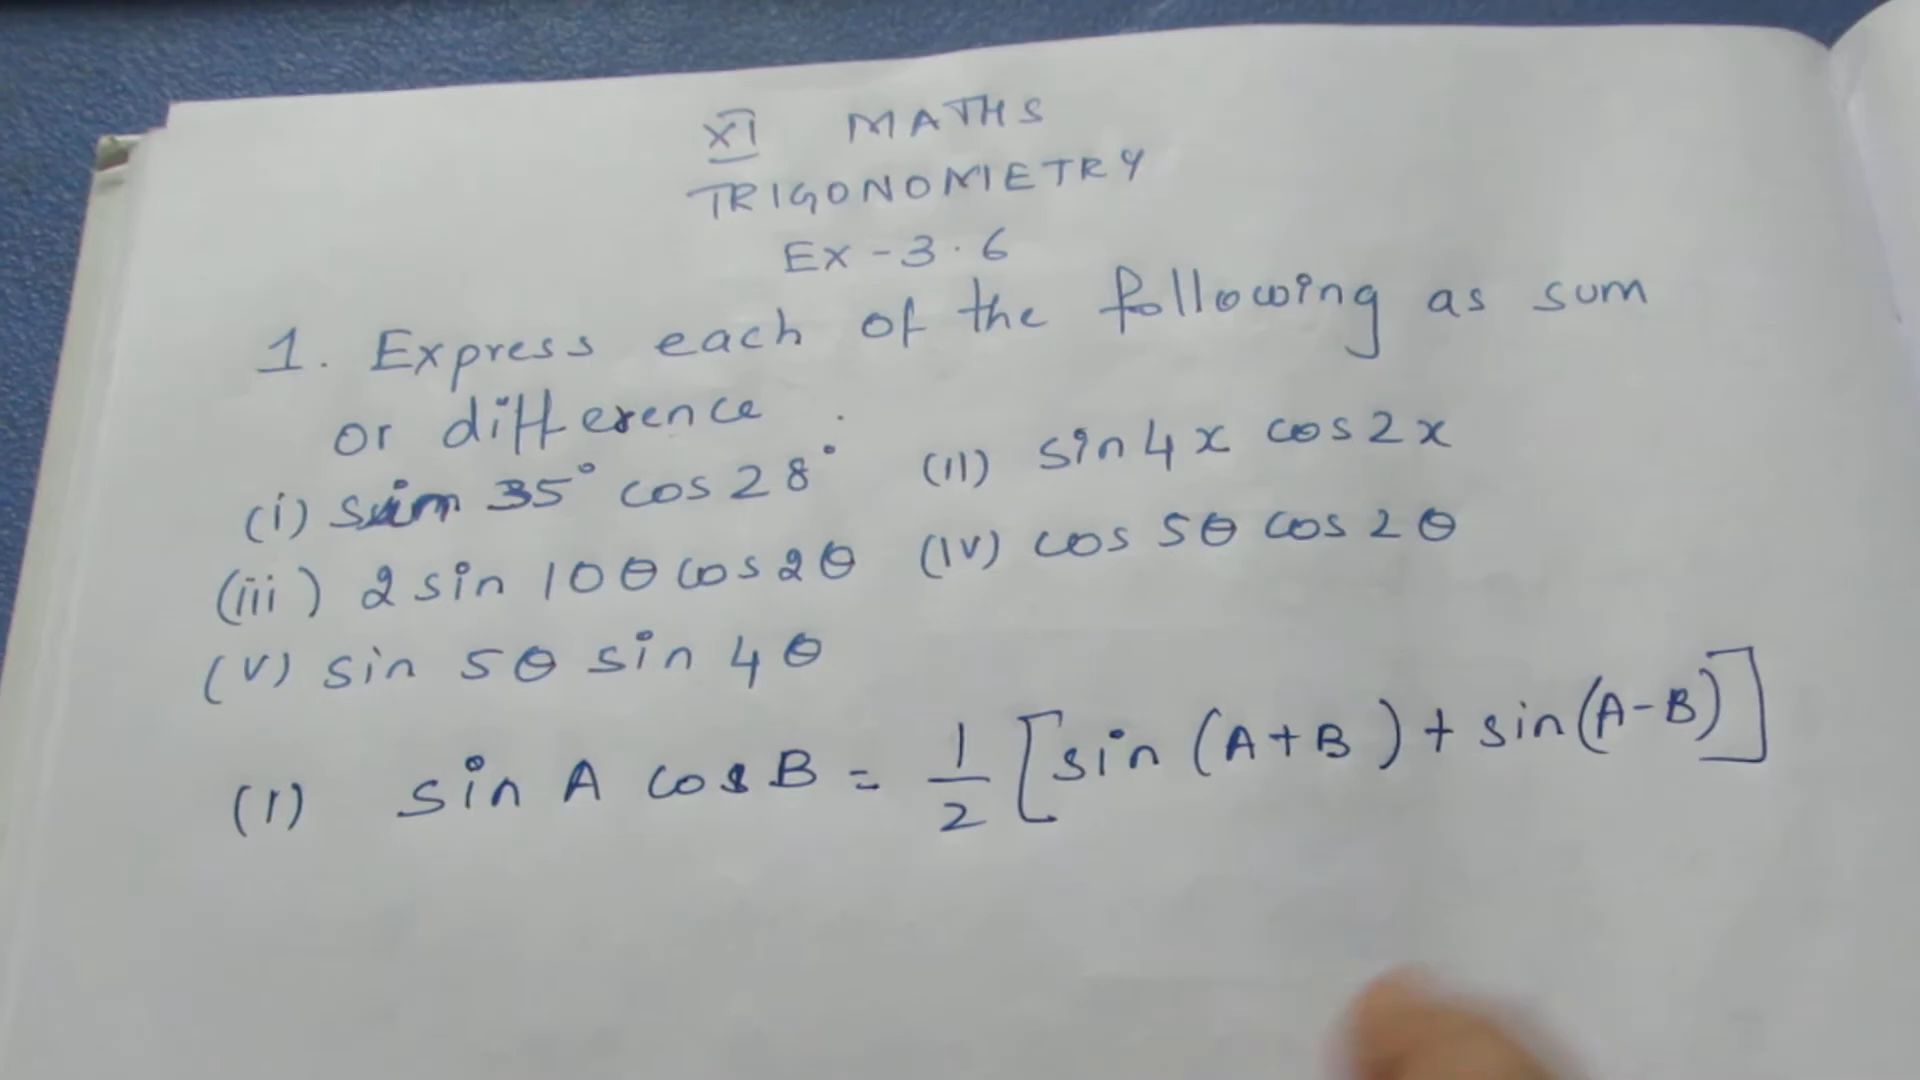 XI MATHS
TRIGONOMETRY
EX-3.6
1. Express each of the following as sum
or difference
(i) sin 35° cos 28° (II) sin 4x cos 2x
(iii) 2 sin 10θ cos 2θ (IV) cos 5θ cos 2θ
(V) sin 5θ sin 4θ
(I) sin A cos B = 1/2 [sin (A+B) + sin (A-B)]